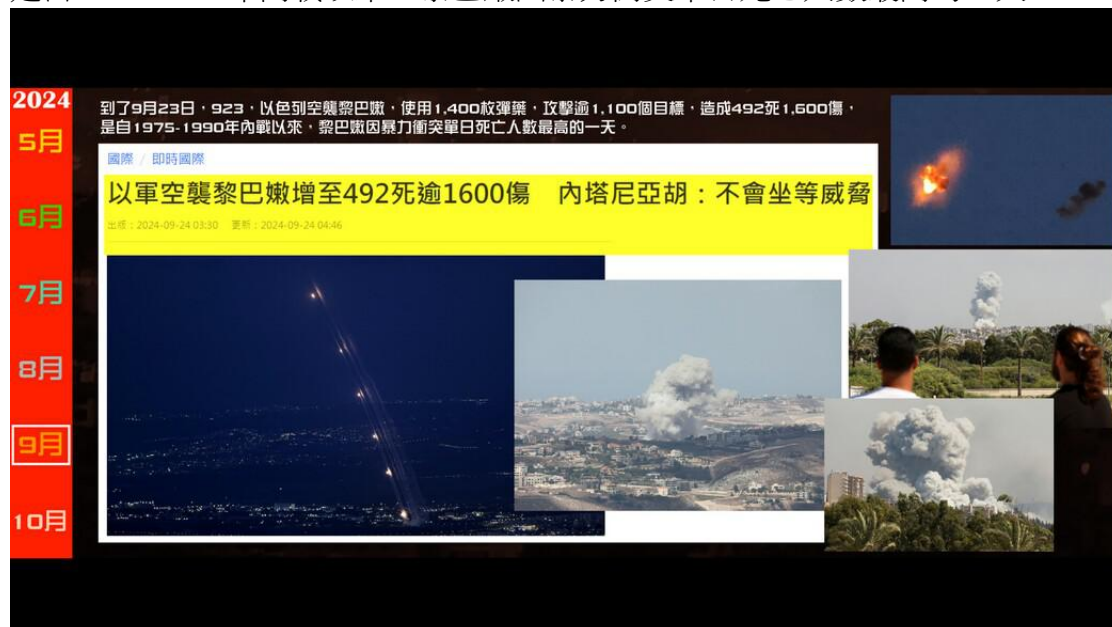 2024
5月
6月
7月
8月
9月
10月
到了9月23日，923，以色列空襲黎巴嫩，使用1,400枚彈藥，攻擊逾1,100個目標，造成492死1,600傷，
是自1975-1990年內戰以來，黎巴嫩因暴力衝突單日死亡人數最高的一天。
國際 / 即時國際
以軍空襲黎巴嫩增至492死逾1600傷　內塔尼亞胡：不會坐等威脅
出版：2024-09-24 03:30　更新：2024-09-24 04:46